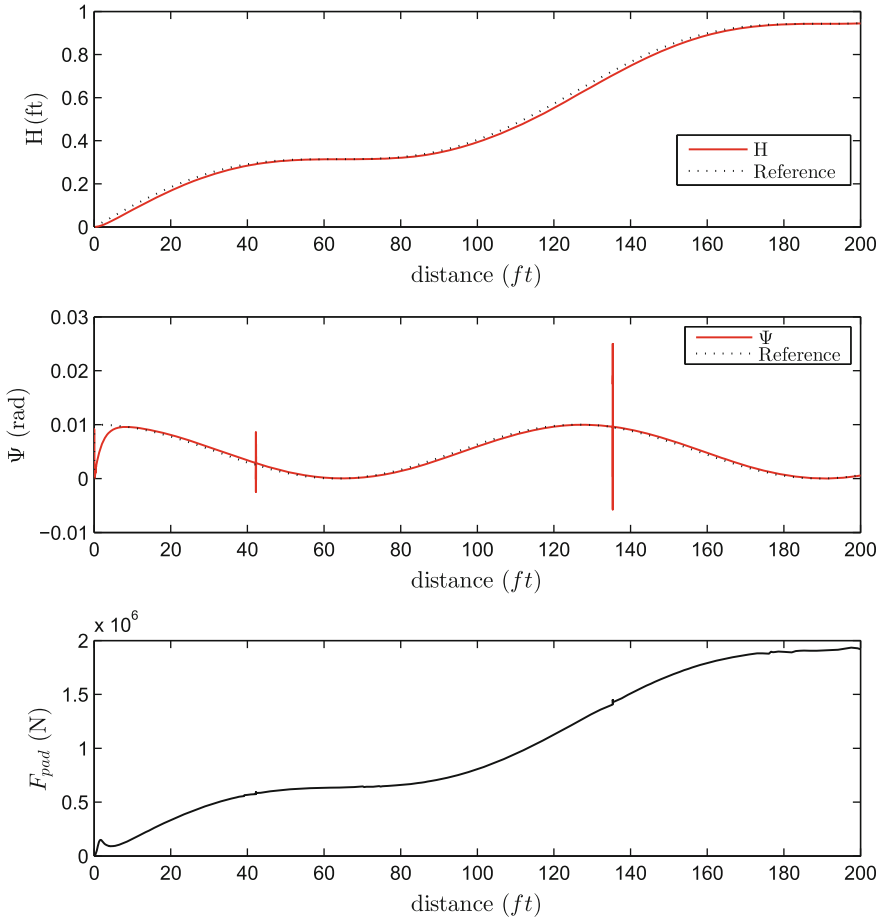 1
0.8
0.6
0.4
0.2
0
H (ft)
H
Reference
0 20 40 60 80 100 120 140 160 180 200
distance (ft)
0.03
0.02
0.01
0
−0.01
Ψ (rad)
Ψ
Reference
0 20 40 60 80 100 120 140 160 180 200
distance (ft)
x 10^6
2
1.5
1
0.5
0
F_pad (N)
0 20 40 60 80 100 120 140 160 180 200
distance (ft)